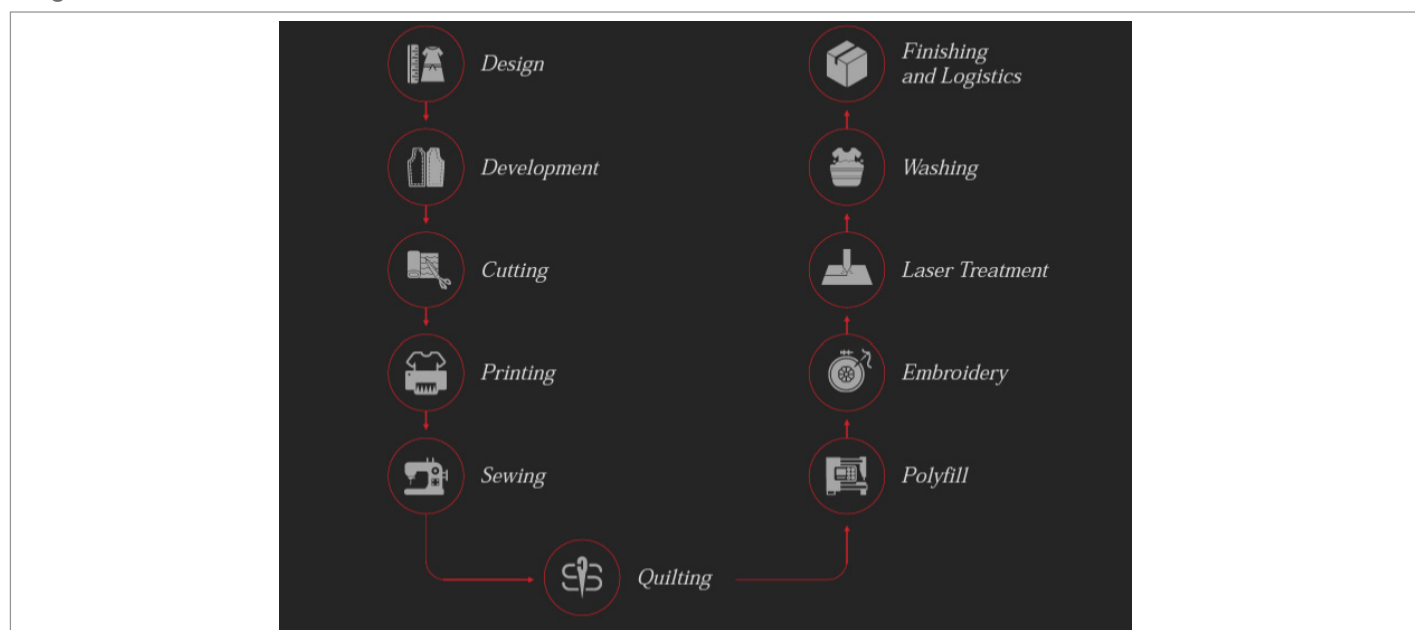 Design
Development
Cutting
Printing
Sewing
Quilting
Polyfill
Embroidery
Laser Treatment
Washing
Finishing
and Logistics